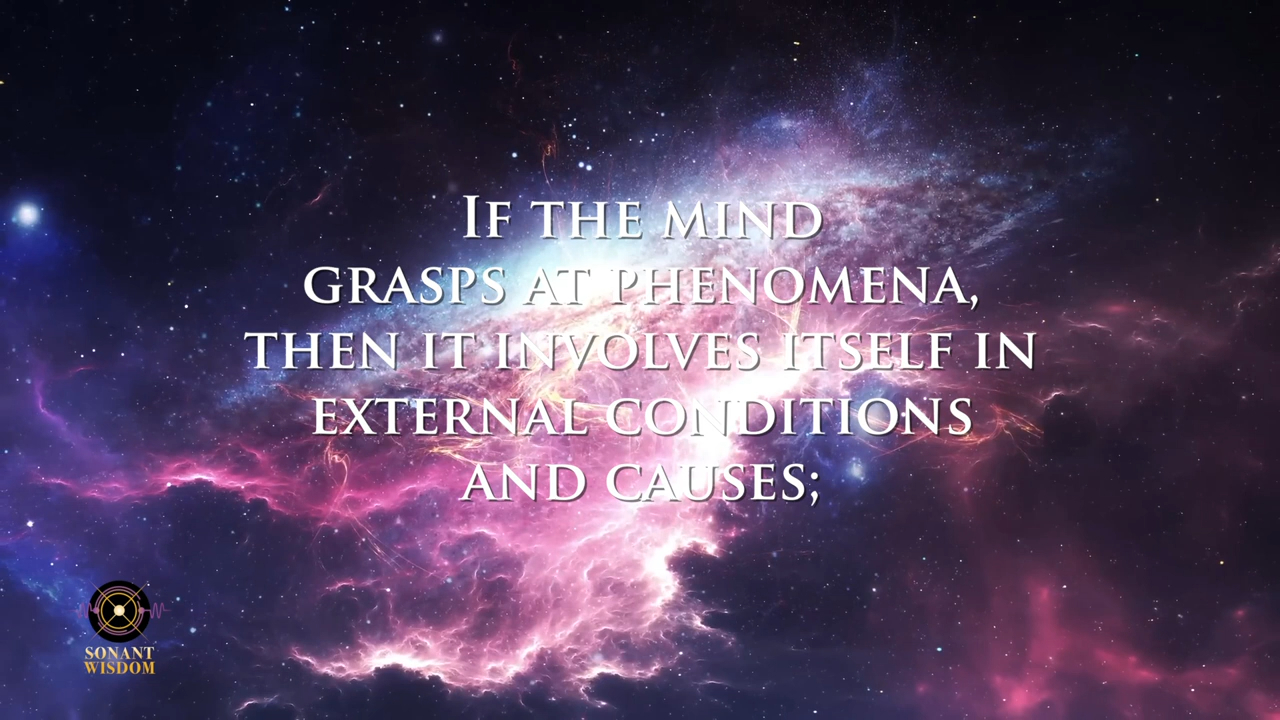 If the mind
grasps at phenomena,
then it involves itself in
external conditions
and causes;
SONANT
WISDOM